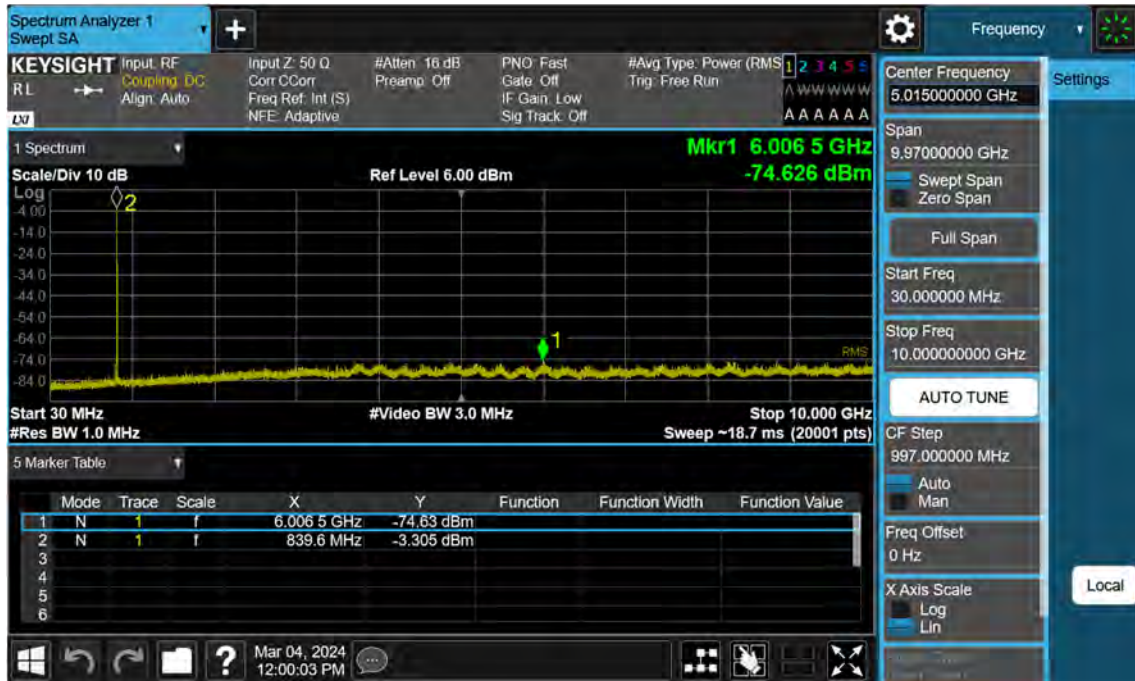 Spectrum Analyzer 1
Swept SA
+
Frequency
KEYSIGHT
RL
LXI
Input: RF
Coupling: DC
Align: Auto
Input Z: 50 Ω
Corr CCorr
Freq Ref: Int (S)
NFE: Adaptive
#Atten: 16 dB
Preamp: Off
PNO: Fast
Gate: Off
IF Gain: Low
Sig Track: Off
#Avg Type: Power (RMS
Trig: Free Run
1 2 3 4 5 6
A W W W W W
A A A A A A
1 Spectrum
Scale/Div 10 dB
Ref Level 6.00 dBm
Mkr1 6.006 5 GHz
-74.626 dBm
Log
-4.00
-14.0
-24.0
-34.0
-44.0
-54.0
-64.0
-74.0
-84.0
2
1
RMS
Start 30 MHz
#Video BW 3.0 MHz
Stop 10.000 GHz
#Res BW 1.0 MHz
Sweep ~18.7 ms (20001 pts)
5 Marker Table
Mode Trace Scale X Y Function Function Width Function Value
1 N 1 f 6.006 5 GHz -74.63 dBm
2 N 1 f 839.6 MHz -3.305 dBm
3
4
5
6
Mar 04, 2024
12:00:03 PM
?
Center Frequency
5.015000000 GHz
Span
9.97000000 GHz
Swept Span
Zero Span
Full Span
Start Freq
30.000000 MHz
Stop Freq
10.000000000 GHz
AUTO TUNE
CF Step
997.000000 MHz
Auto
Man
Freq Offset
0 Hz
X Axis Scale
Log
Lin
Settings
Local